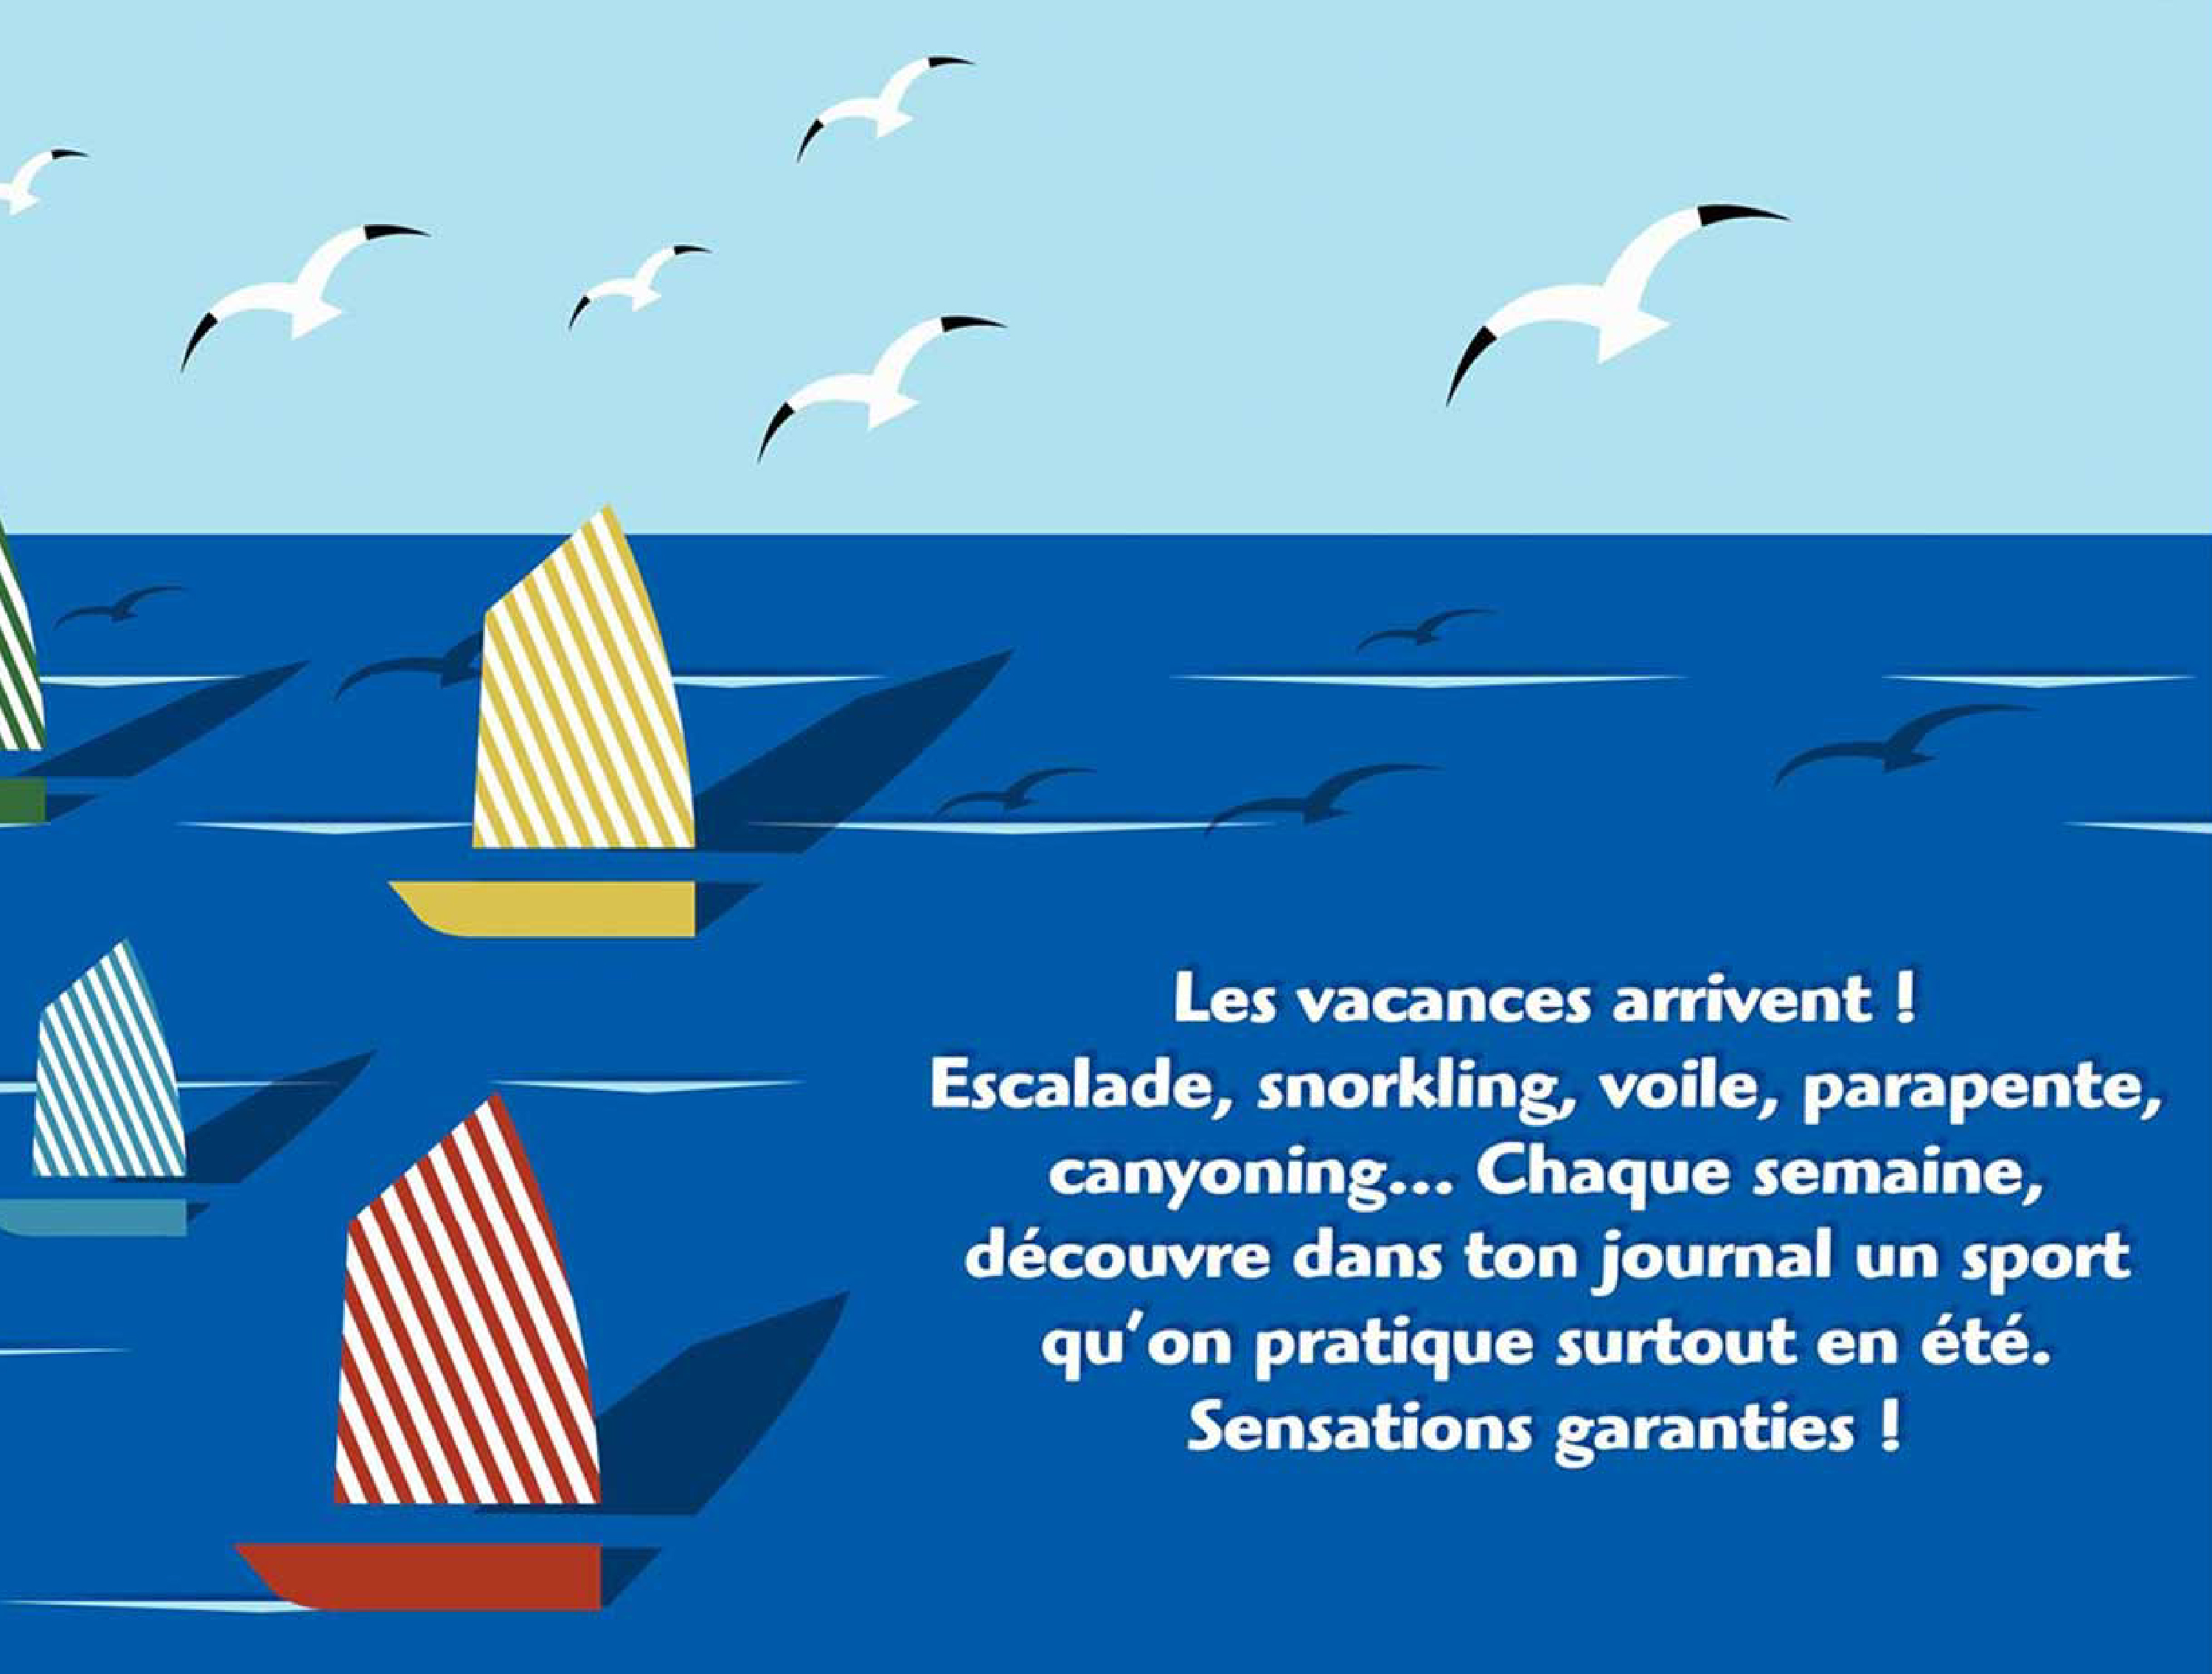 Les vacances arrivent !
Escalade, snorkling, voile, parapente,
canyoning... Chaque semaine,
découvre dans ton journal un sport
qu’on pratique surtout en été.
Sensations garanties !